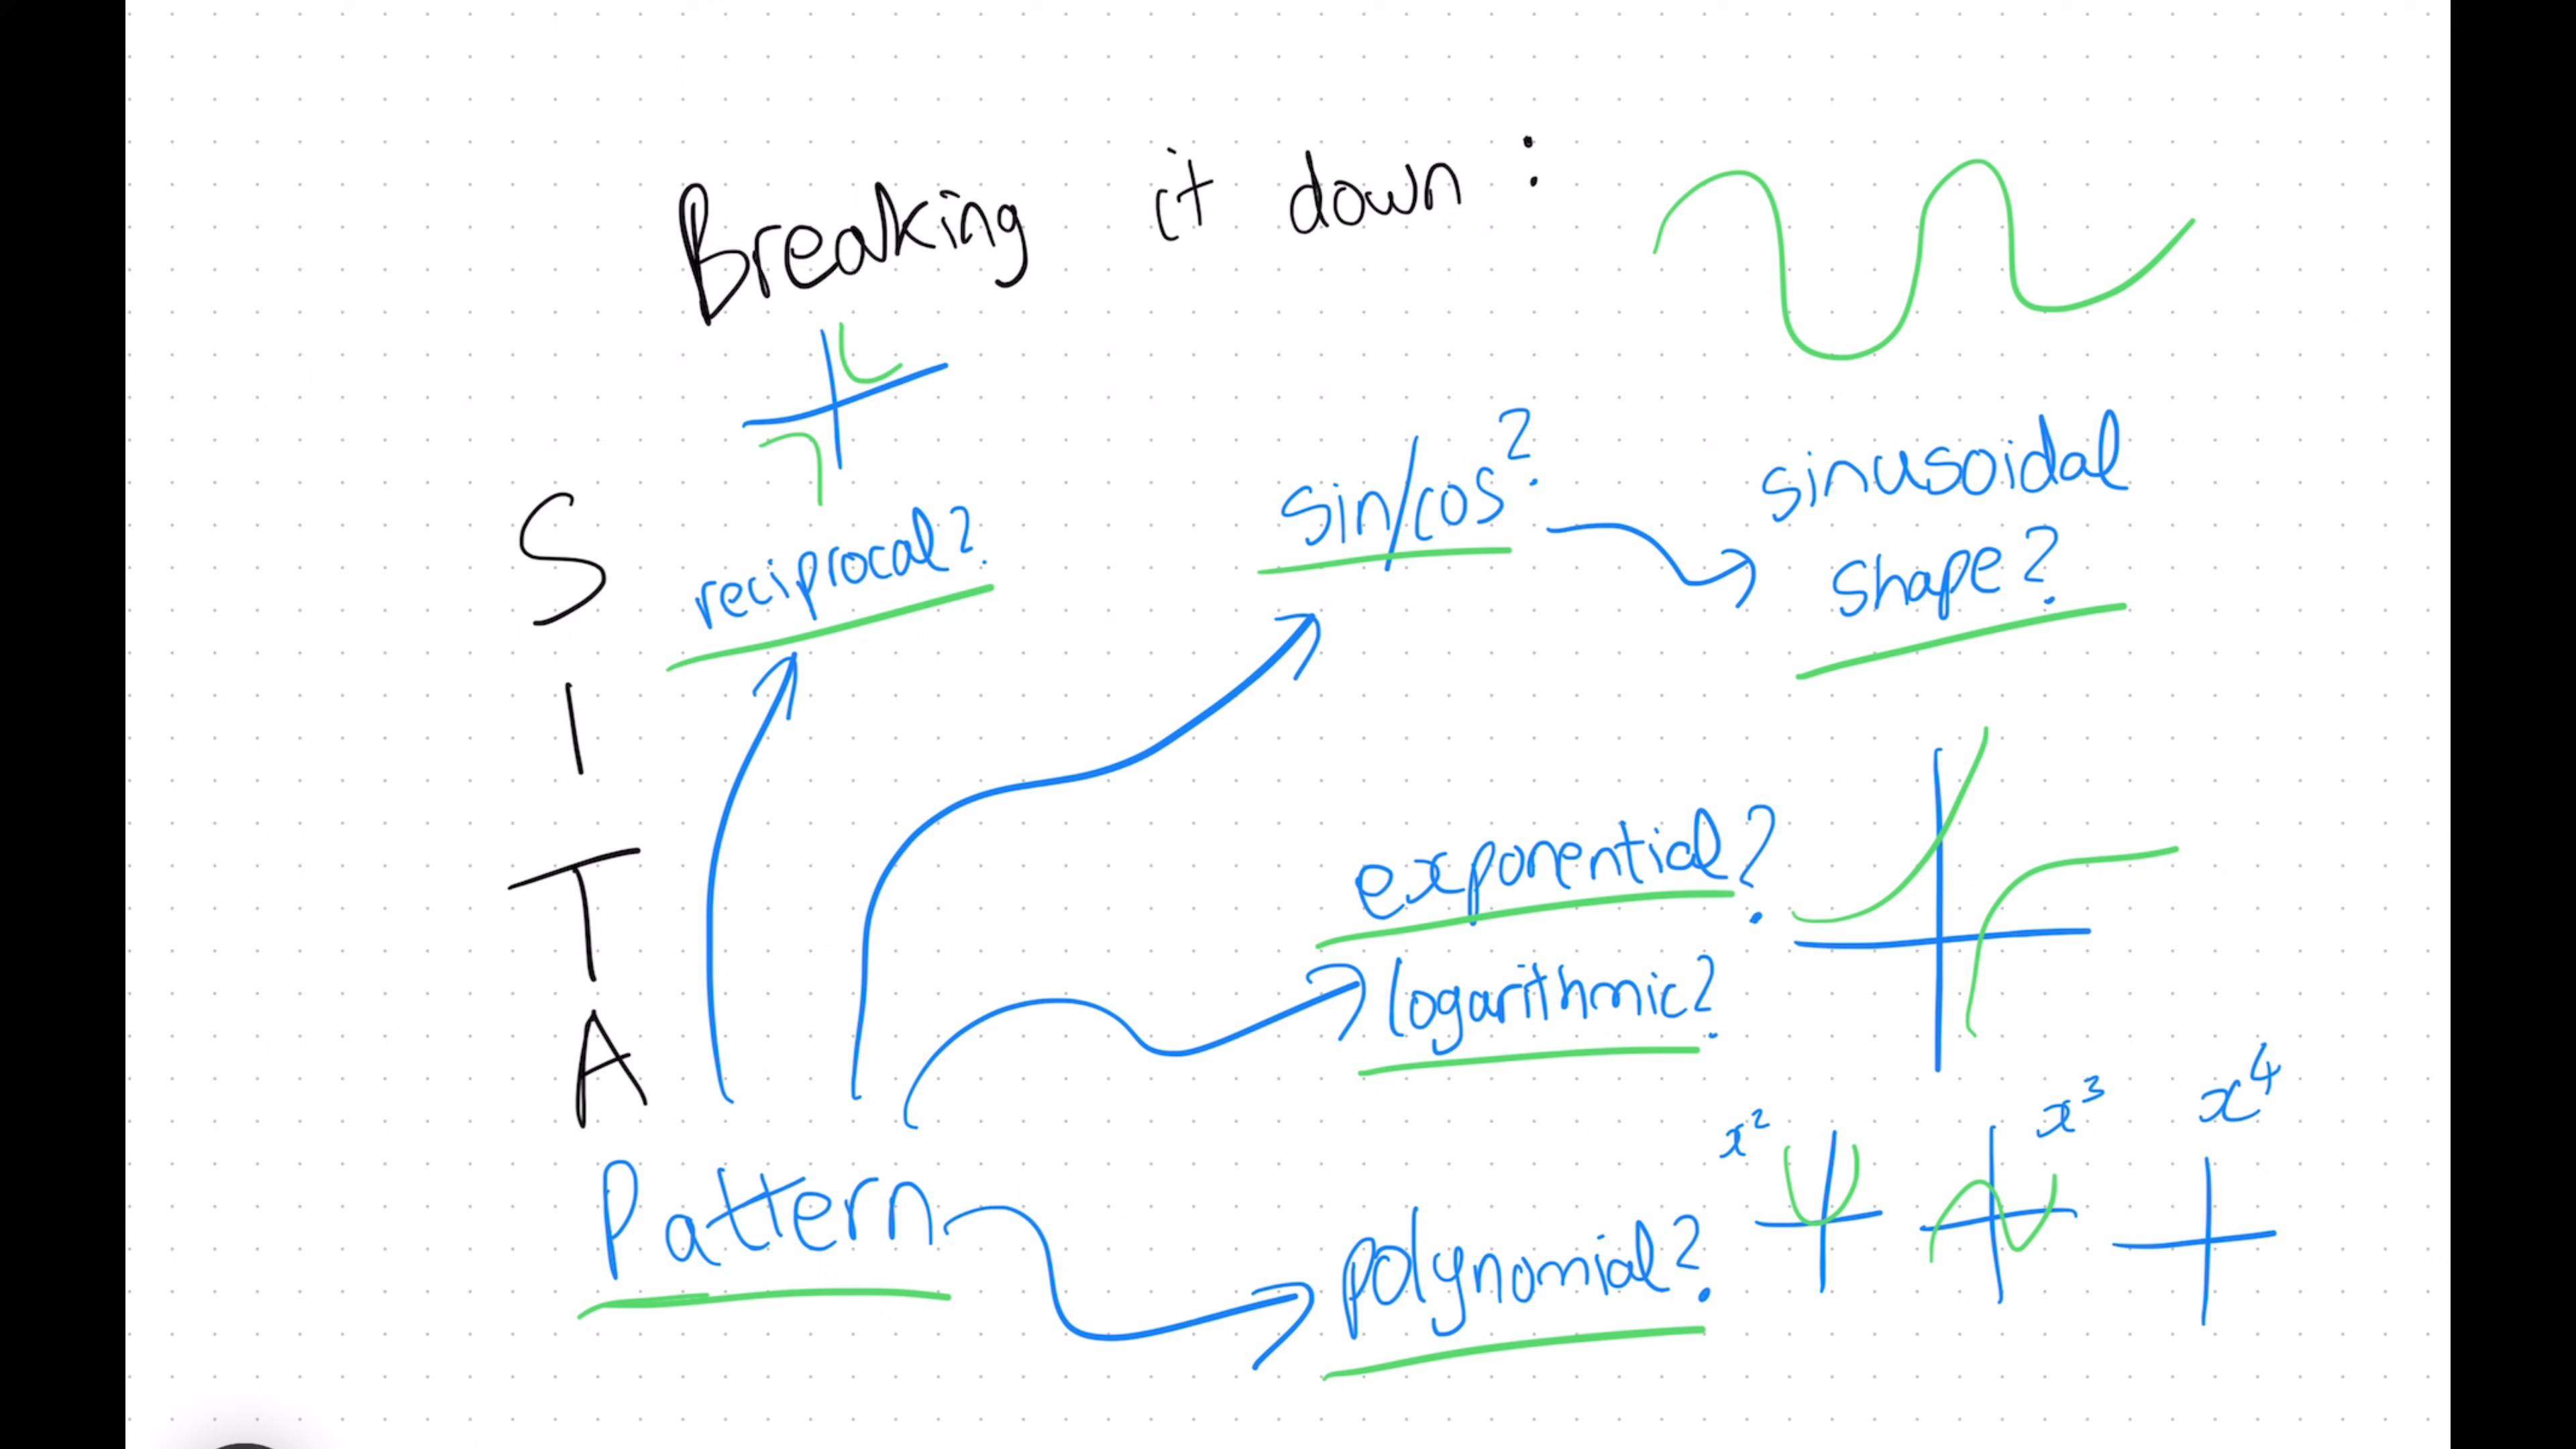 Breaking it down:
S
I
T
A
reciprocal?
sin/cos?
sinusoidal
shape?
exponential?
logarithmic?
x²
x³
x⁴
Pattern
polynomial?